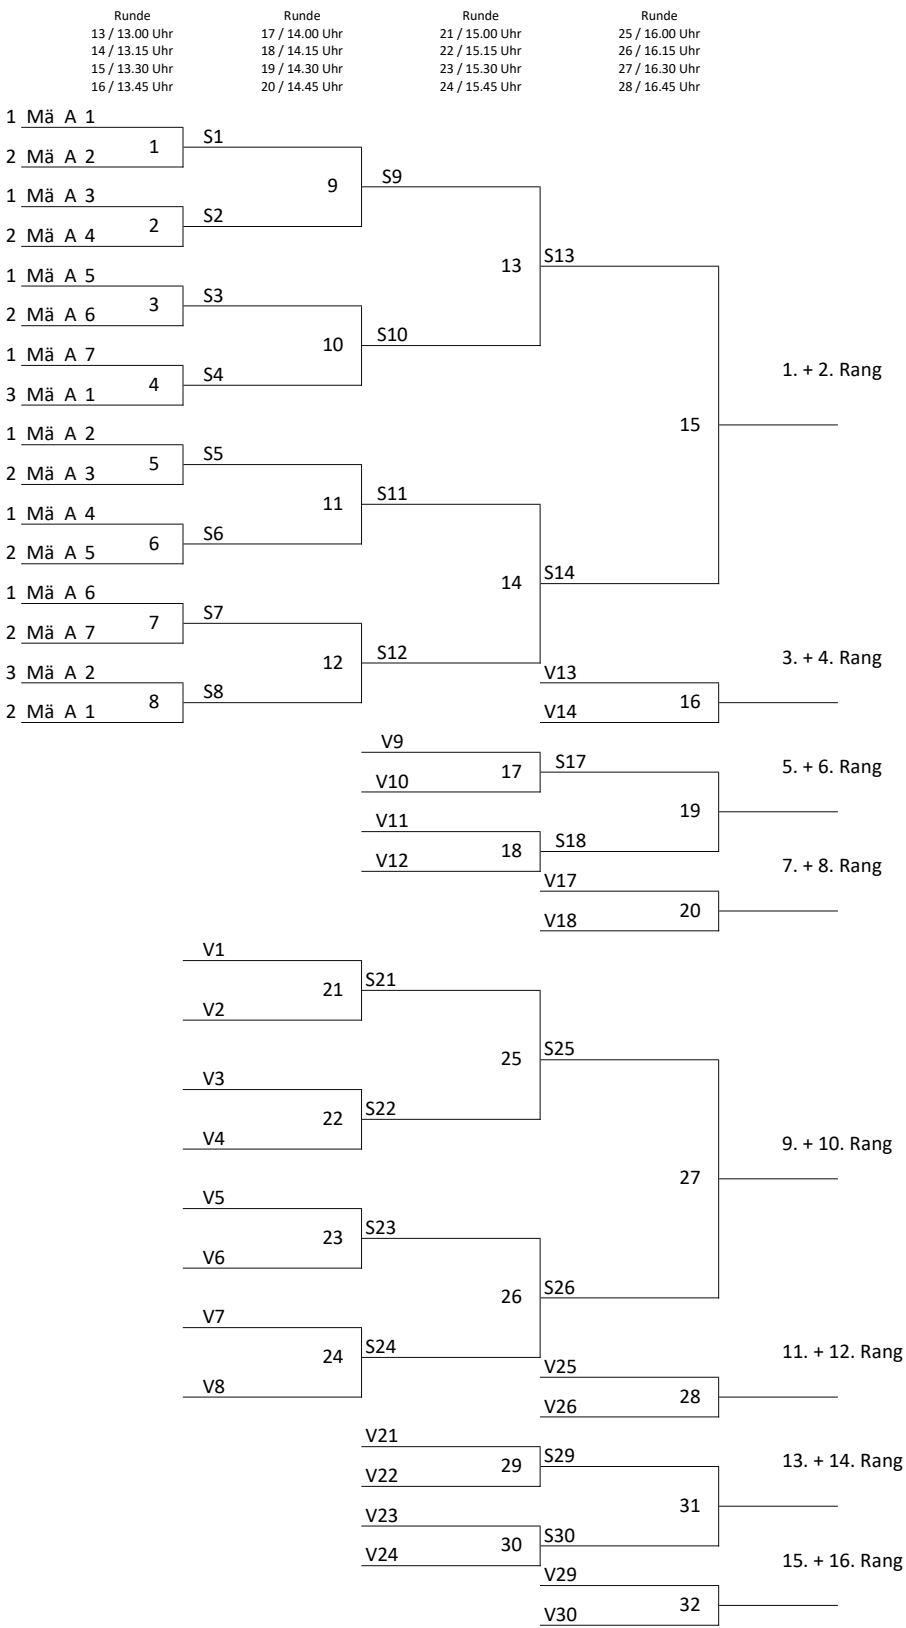 Runde Runde Runde Runde
13 / 13.00 Uhr 17 / 14.00 Uhr 21 / 15.00 Uhr 25 / 16.00 Uhr
14 / 13.15 Uhr 18 / 14.15 Uhr 22 / 15.15 Uhr 26 / 16.15 Uhr
15 / 13.30 Uhr 19 / 14.30 Uhr 23 / 15.30 Uhr 27 / 16.30 Uhr
16 / 13.45 Uhr 20 / 14.45 Uhr 24 / 15.45 Uhr 28 / 16.45 Uhr
1 Mä A 1
1 S1
2 Mä A 2
9 S9
1 Mä A 3
2 S2
2 Mä A 4
13 S13
1 Mä A 5
3 S3
2 Mä A 6
10 S10
1 Mä A 7
1. + 2. Rang
4 S4
3 Mä A 1
15
1 Mä A 2
5 S5
2 Mä A 3
11 S11
1 Mä A 4
6 S6
2 Mä A 5
14 S14
1 Mä A 6
7 S7
2 Mä A 7
12 S12
3. + 4. Rang
3 Mä A 2
V13
8 S8
16
2 Mä A 1
V14
V9
17 S17
5. + 6. Rang
V10
19
V11
18 S18
V12
7. + 8. Rang
V17
20
V18
V1
21 S21
V2
25 S25
V3
22 S22
V4
9. + 10. Rang
27
V5
23 S23
V6
26 S26
V7
24 S24
11. + 12. Rang
V25
V8
28
V26
V21
29 S29
13. + 14. Rang
V22
31
V23
30 S30
V24
15. + 16. Rang
V29
32
V30